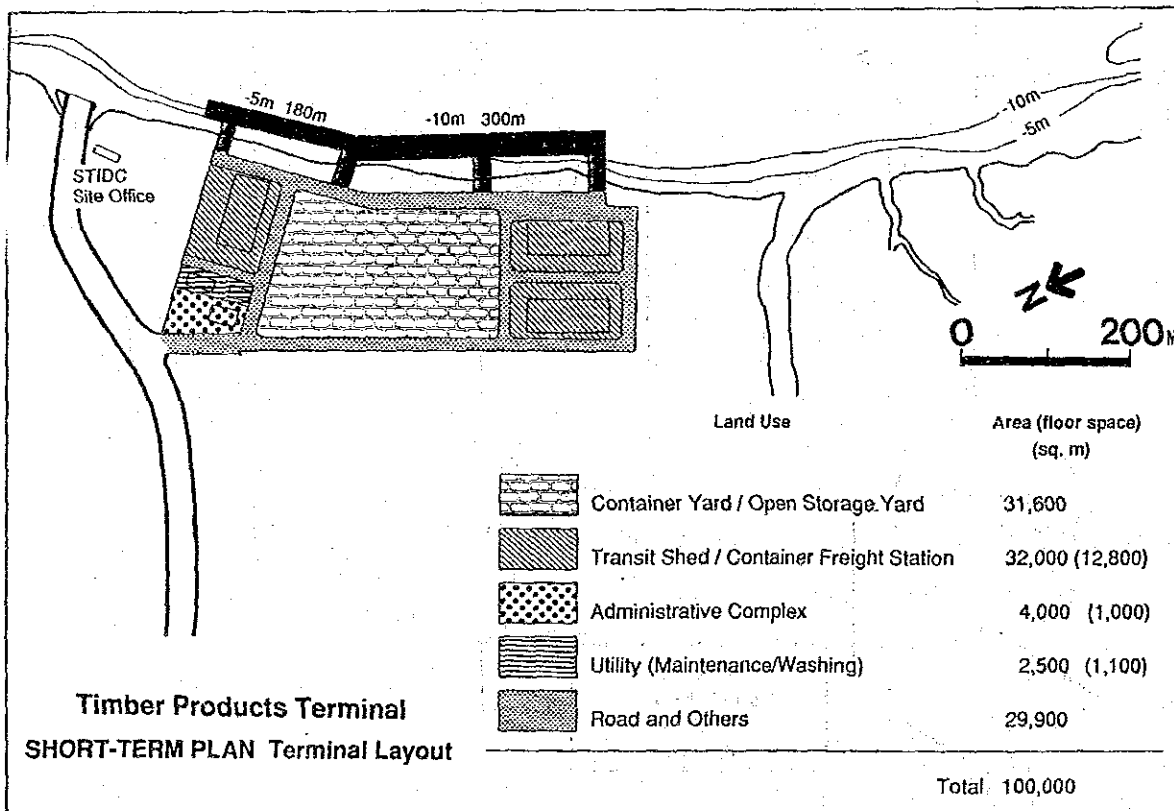 -5m 180m
-10m 300m
-10m
-5m
STIDC
Site Office
N
0 200M
Land Use Area (floor space)
(sq. m)
Container Yard / Open Storage Yard 31,600
Transit Shed / Container Freight Station 32,000 (12,800)
Administrative Complex 4,000 (1,000)
Utility (Maintenance/Washing) 2,500 (1,100)
Road and Others 29,900
Total 100,000
Timber Products Terminal
SHORT-TERM PLAN Terminal Layout